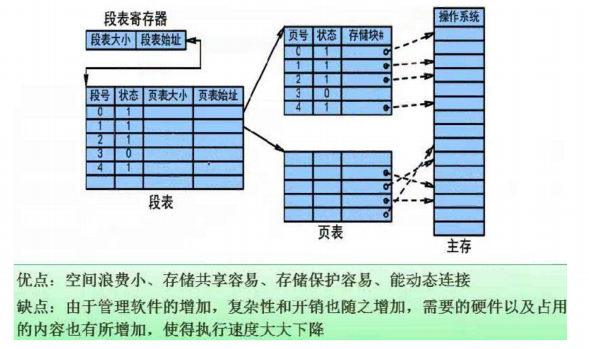 段表寄存器
段表大小 段表始址
段号 状态 页表大小 页表始址
0 1
1 1
2 1
3 0
4 1
段表
页号 状态 存储块#
0 1
1 1
2 1
3 0
4 1
页表
操作系统
主存
优点：空间浪费小、存储共享容易、存储保护容易、能动态连接
缺点：由于管理软件的增加，复杂性和开销也随之增加，需要的硬件以及占用
的内容也有所增加，使得执行速度大大下降